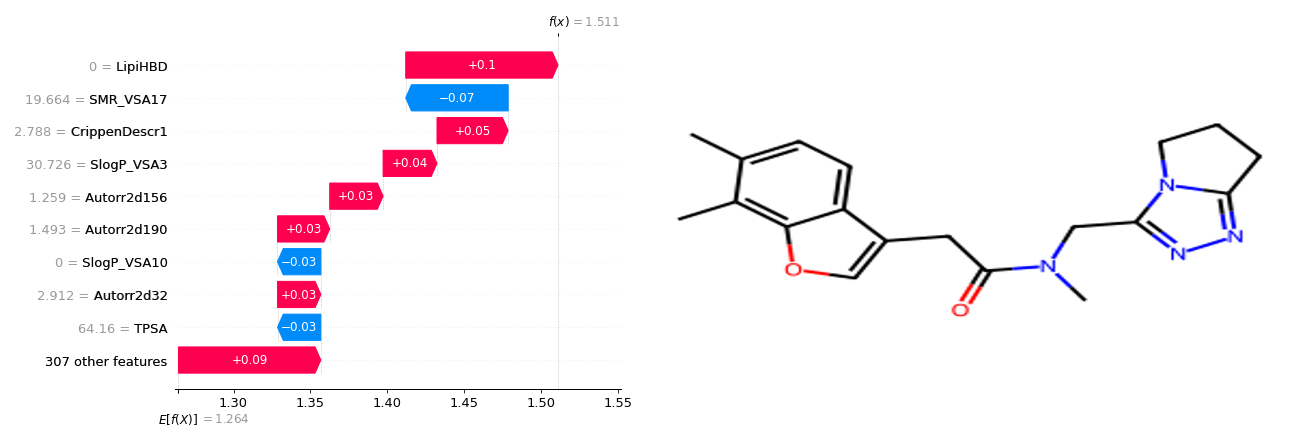 f(x) = 1.511
0 = LipiHBD
+0.1
19.664 = SMR_VSA17
−0.07
2.788 = CrippenDescr1
+0.05
30.726 = SlogP_VSA3
+0.04
1.259 = Autorr2d156
+0.03
1.493 = Autorr2d190
+0.03
0 = SlogP_VSA10
−0.03
2.912 = Autorr2d32
+0.03
64.16 = TPSA
−0.03
307 other features
+0.09
1.30 1.35 1.40 1.45 1.50 1.55
E[f(X)] = 1.264
N
N
N
N
O
O